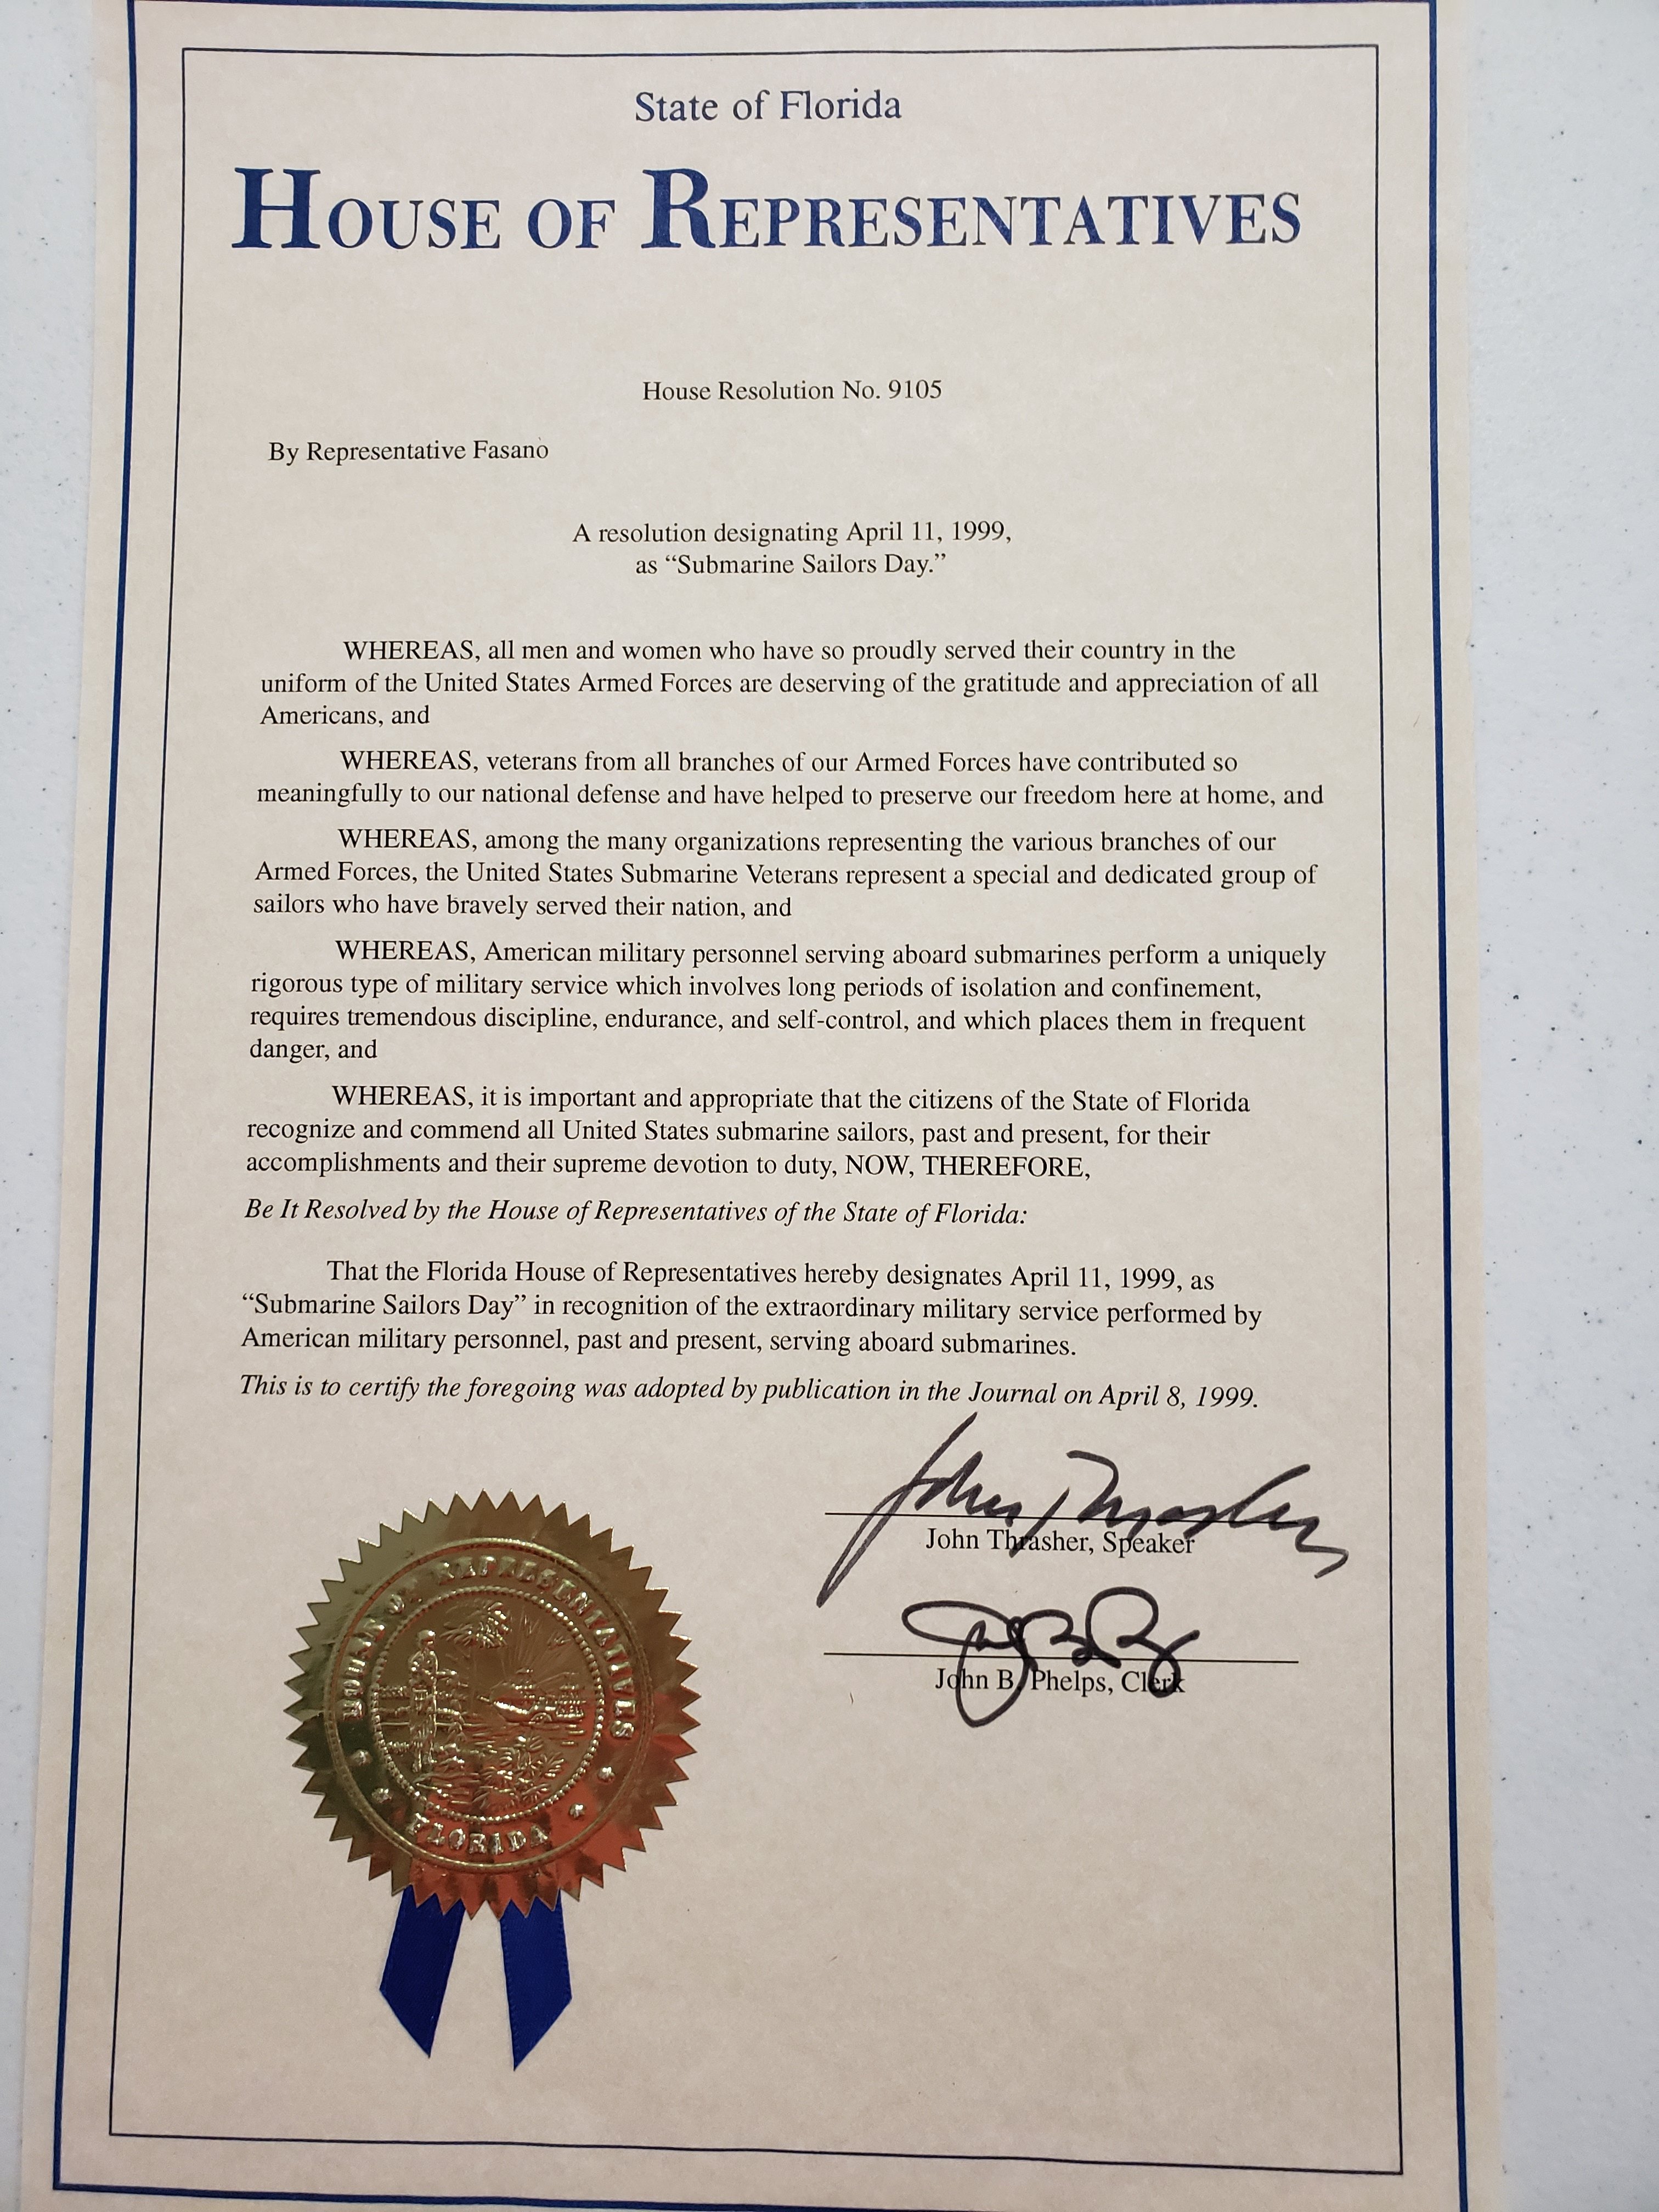 State of Florida
HOUSE OF REPRESENTATIVES
House Resolution No. 9105
By Representative Fasano
A resolution designating April 11, 1999,
as “Submarine Sailors Day.”
WHEREAS, all men and women who have so proudly served their country in the
uniform of the United States Armed Forces are deserving of the gratitude and appreciation of all
Americans, and
WHEREAS, veterans from all branches of our Armed Forces have contributed so
meaningfully to our national defense and have helped to preserve our freedom here at home, and
WHEREAS, among the many organizations representing the various branches of our
Armed Forces, the United States Submarine Veterans represent a special and dedicated group of
sailors who have bravely served their nation, and
WHEREAS, American military personnel serving aboard submarines perform a uniquely
rigorous type of military service which involves long periods of isolation and confinement,
requires tremendous discipline, endurance, and self-control, and which places them in frequent
danger, and
WHEREAS, it is important and appropriate that the citizens of the State of Florida
recognize and commend all United States submarine sailors, past and present, for their
accomplishments and their supreme devotion to duty, NOW, THEREFORE,
Be It Resolved by the House of Representatives of the State of Florida:
That the Florida House of Representatives hereby designates April 11, 1999, as
“Submarine Sailors Day” in recognition of the extraordinary military service performed by
American military personnel, past and present, serving aboard submarines.
This is to certify the foregoing was adopted by publication in the Journal on April 8, 1999.
John Thrasher
John Thrasher, Speaker
John B. Phelps, Clerk
HOUSE OF REPRESENTATIVES
FLORIDA